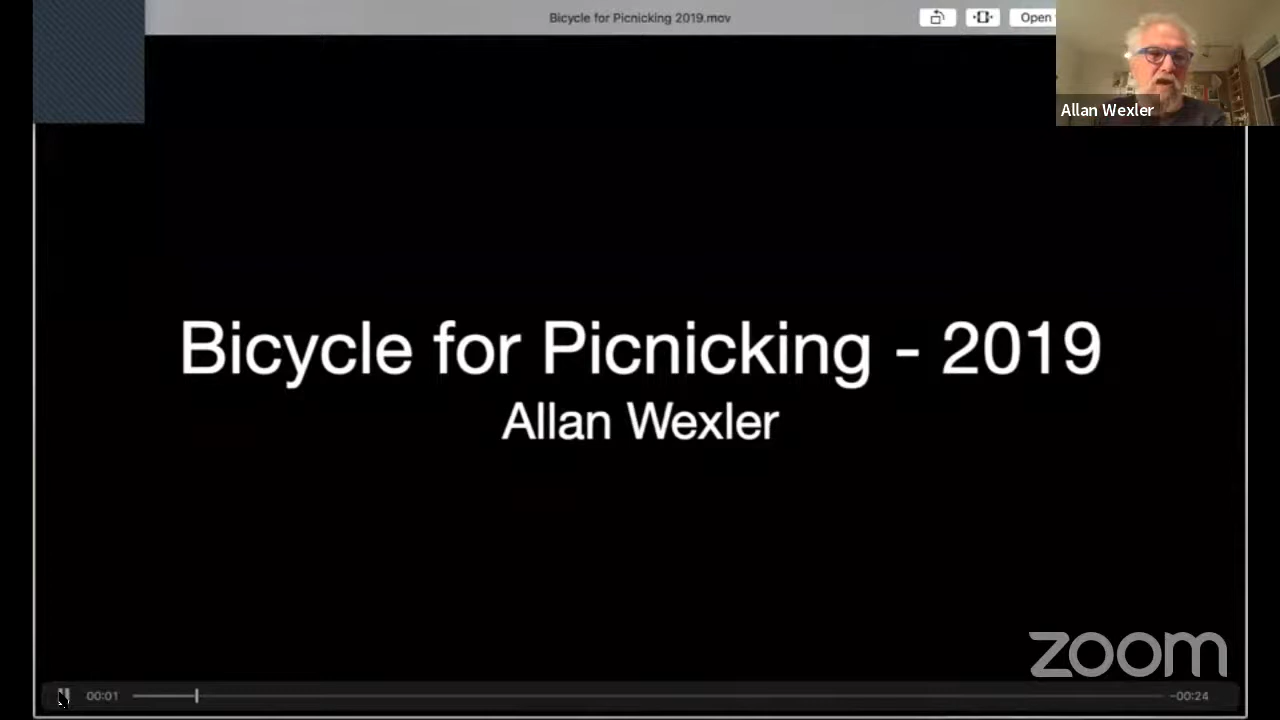 Bicycle for Picnicking 2019.mov
Open
Allan Wexler
Bicycle for Picnicking - 2019
Allan Wexler
zoom
00:01
-00:24